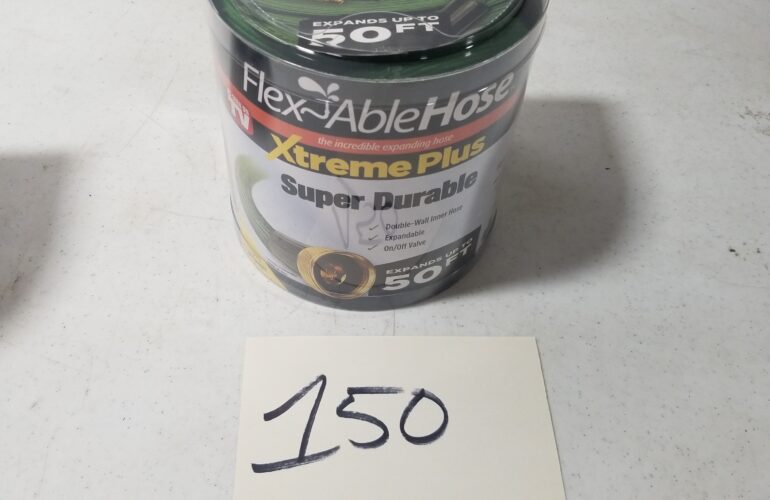 EXPANDS UP TO
50FT
Flex~AbleHose
TV
the incredible expanding hose
Xtreme Plus
Super Durable
✓ Double-Wall Inner Hose
✓ Expandable
✓ On/Off Valve
EXPANDS UP TO
50FT
150